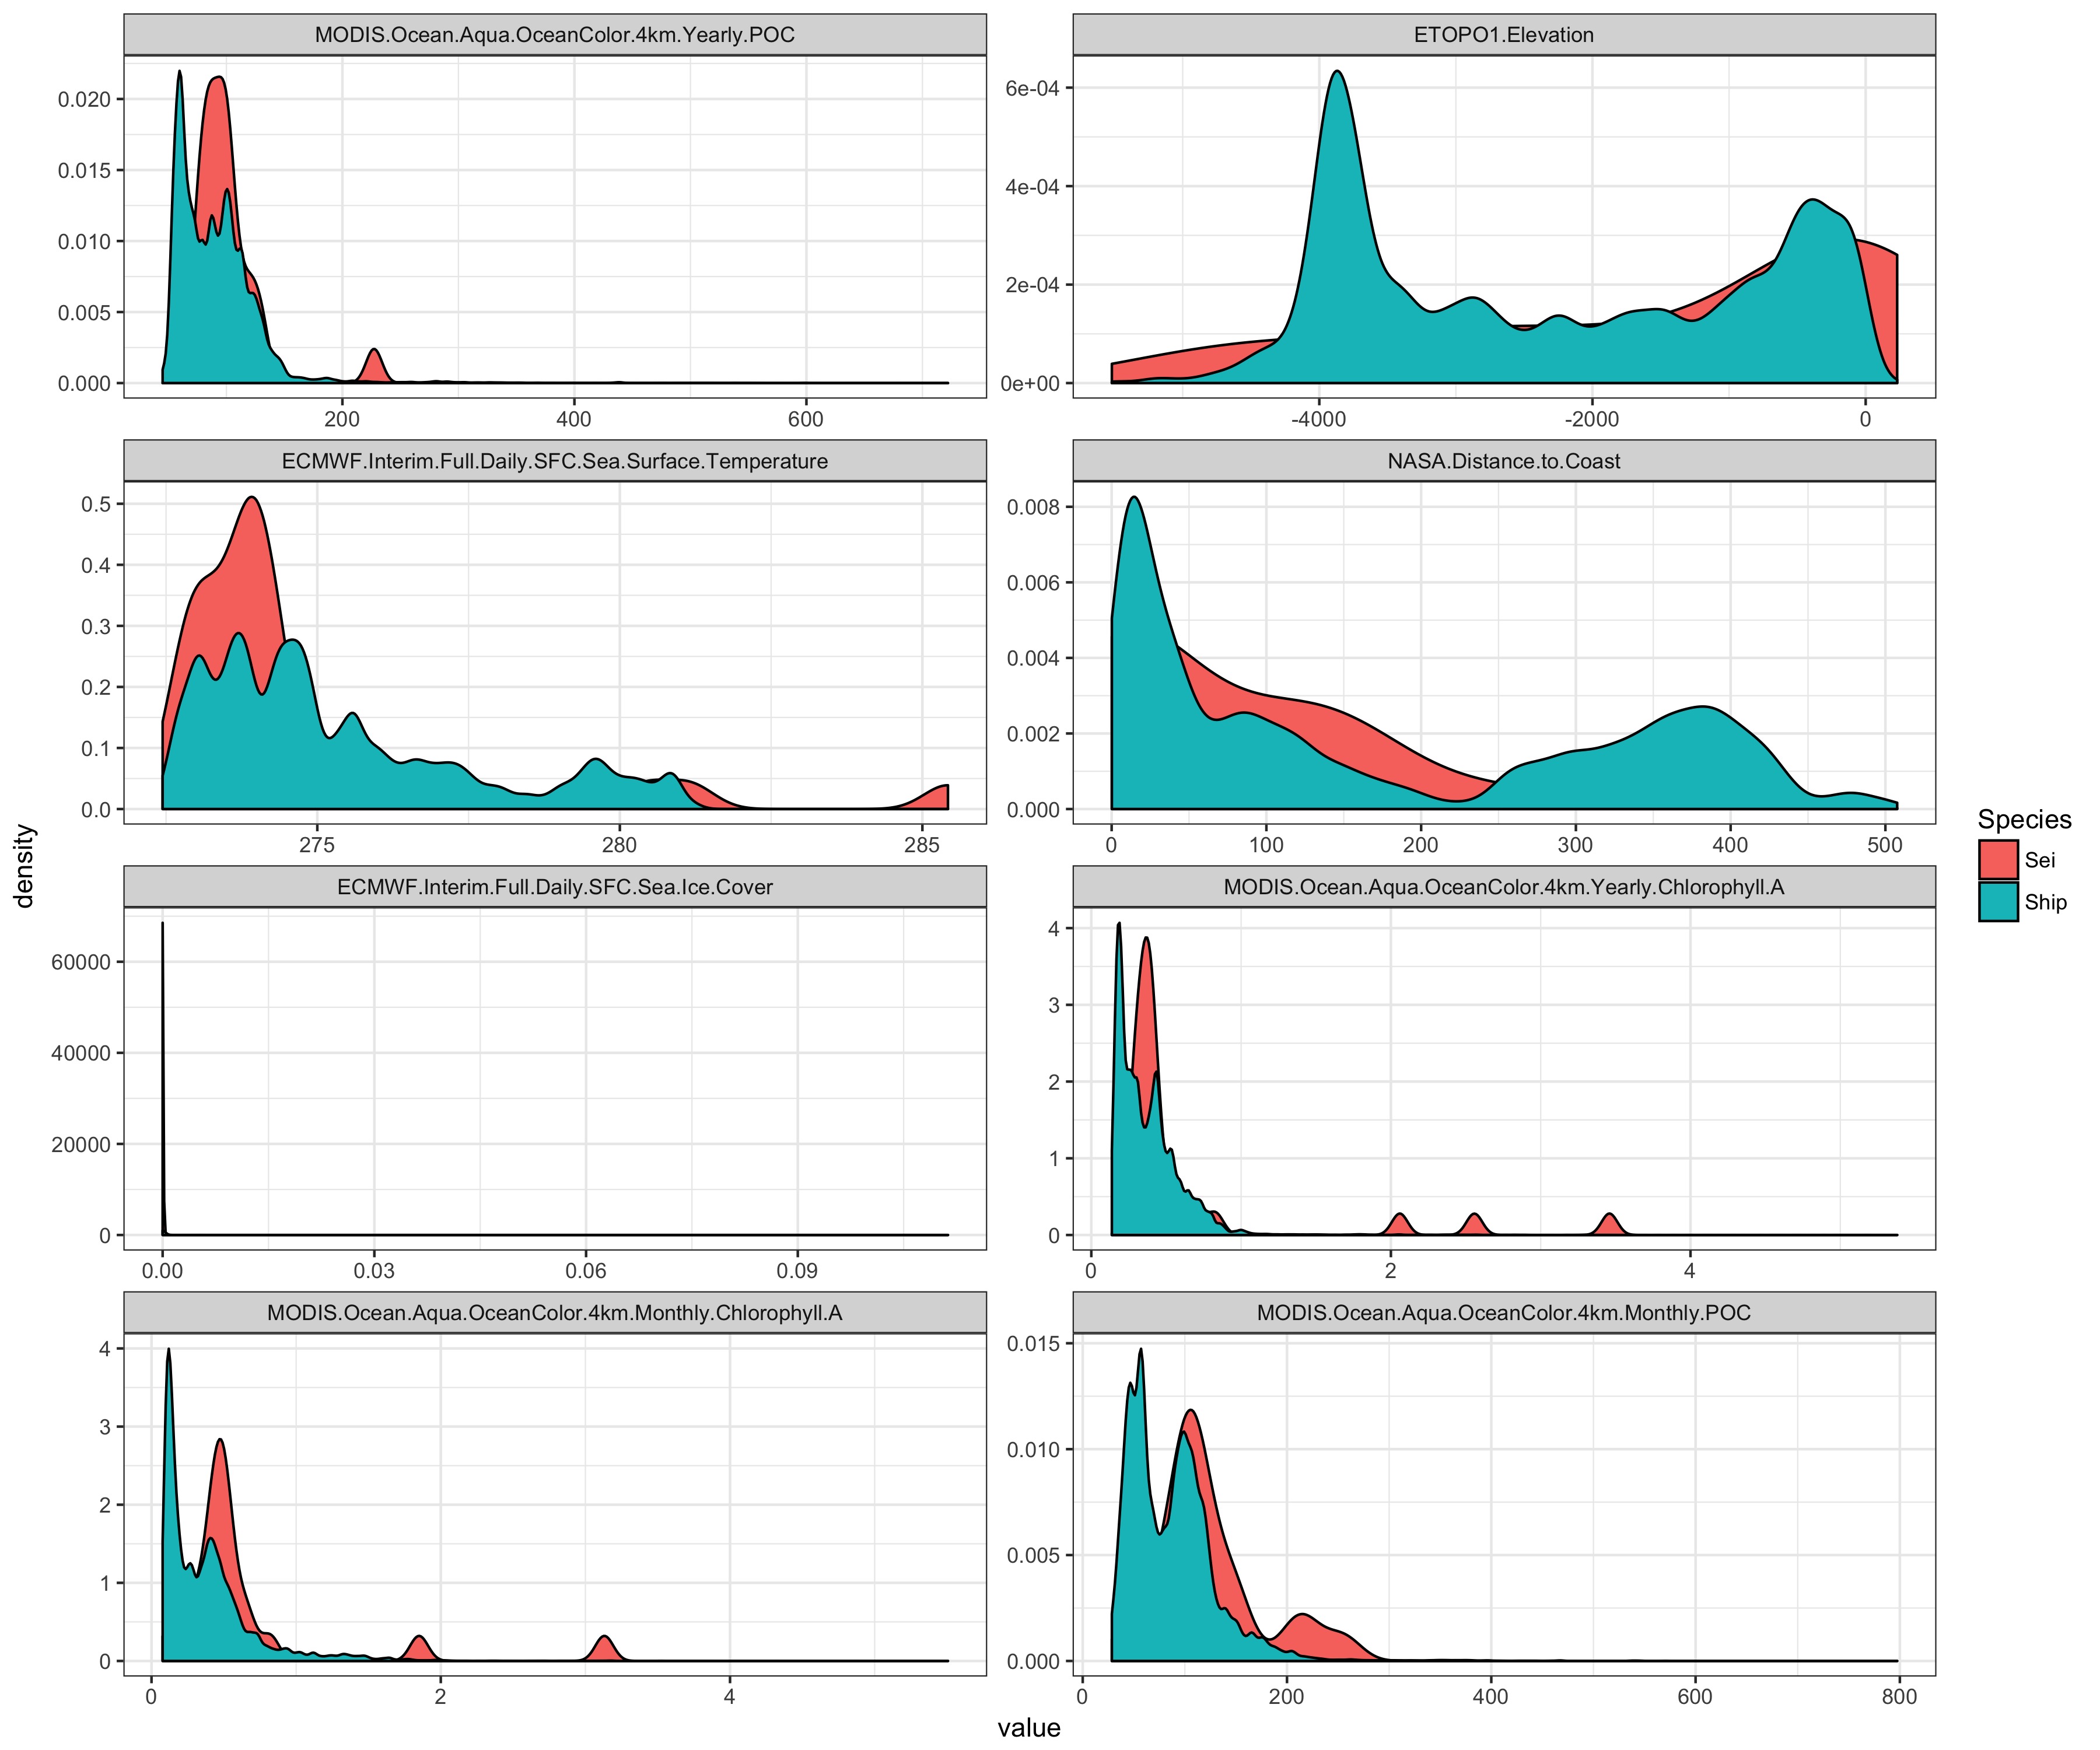 MODIS.Ocean.Aqua.OceanColor.4km.Yearly.POC
0.020
0.015
0.010
0.005
0.000
200 400 600
ETOPO1.Elevation
6e-04
4e-04
2e-04
0e+00
-4000 -2000 0
ECMWF.Interim.Full.Daily.SFC.Sea.Surface.Temperature
0.5
0.4
0.3
0.2
0.1
0.0
275 280 285
NASA.Distance.to.Coast
0.008
0.006
0.004
0.002
0.000
0 100 200 300 400 500
ECMWF.Interim.Full.Daily.SFC.Sea.Ice.Cover
60000
40000
20000
0
0.00 0.03 0.06 0.09
MODIS.Ocean.Aqua.OceanColor.4km.Yearly.Chlorophyll.A
4
3
2
1
0
0 2 4
MODIS.Ocean.Aqua.OceanColor.4km.Monthly.Chlorophyll.A
4
3
2
1
0
0 2 4
MODIS.Ocean.Aqua.OceanColor.4km.Monthly.POC
0.015
0.010
0.005
0.000
0 200 400 600 800
density
value
Species
Sei
Ship